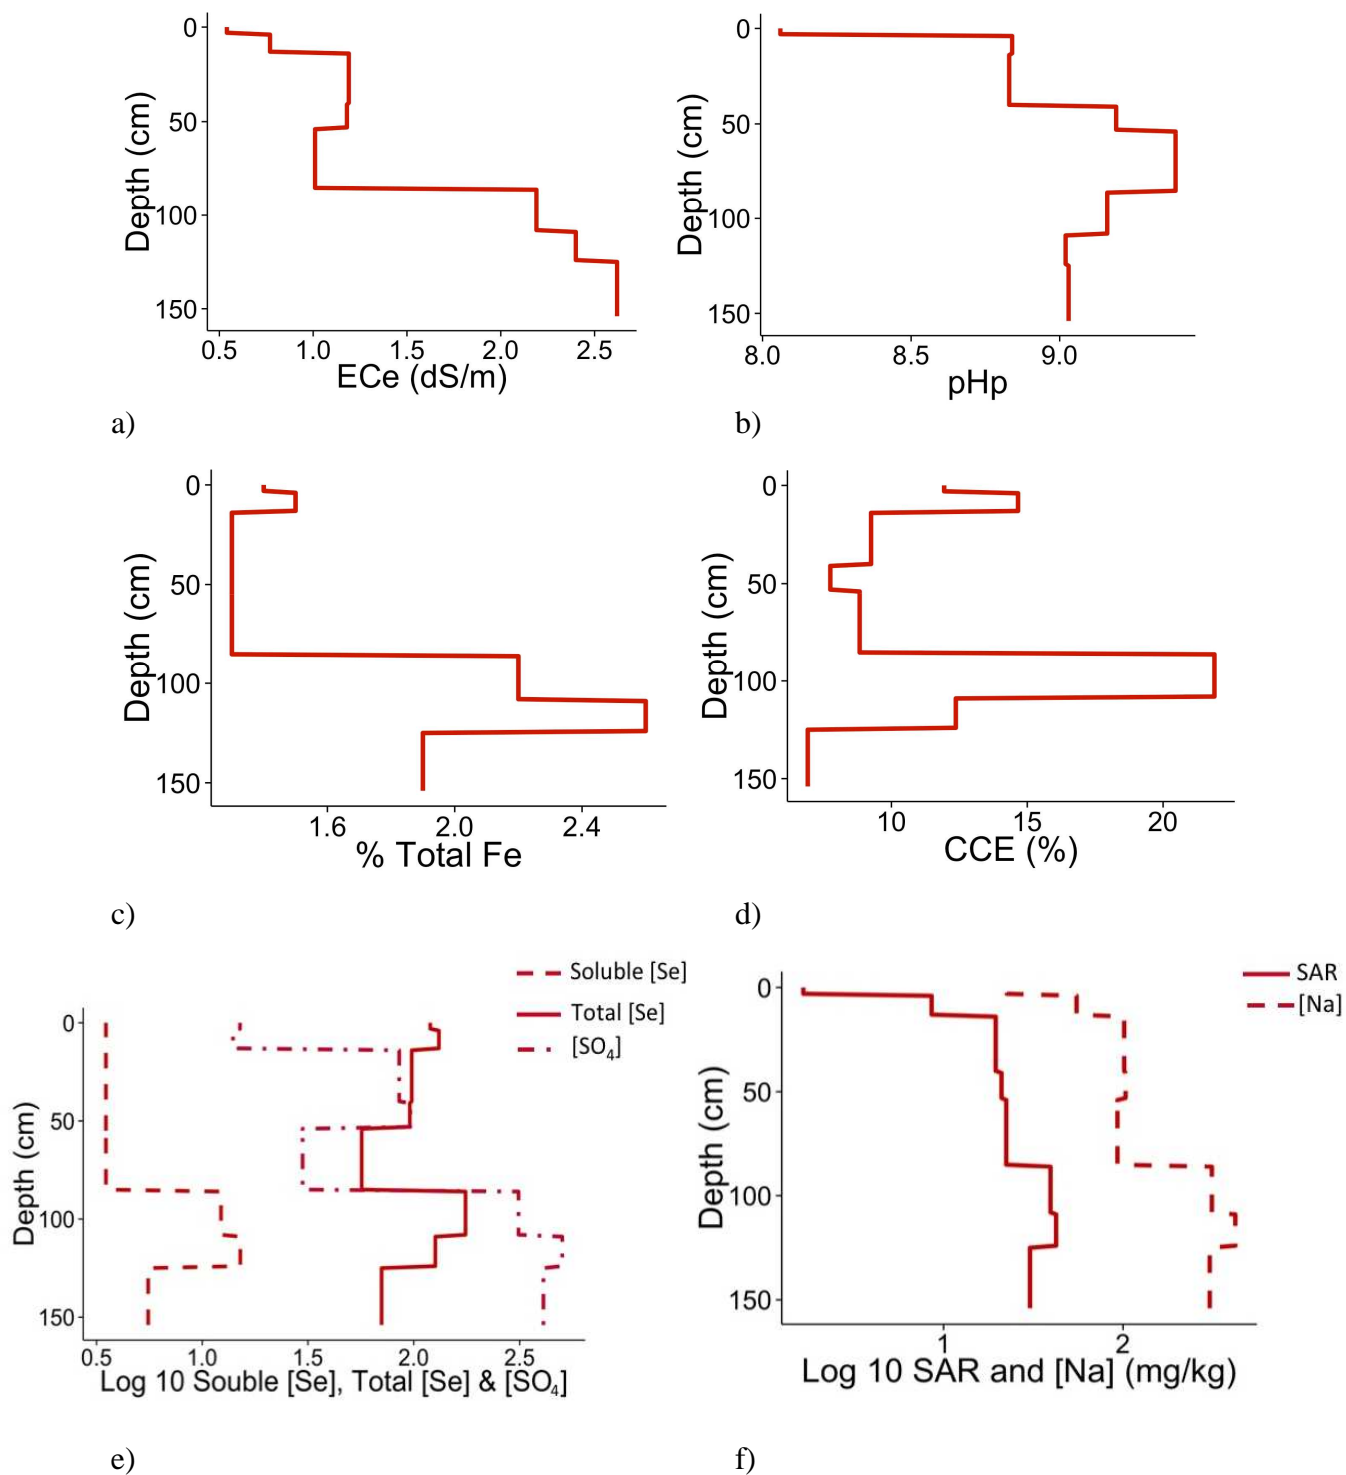 0
50
100
150
Depth (cm)
0.5 1.0 1.5 2.0 2.5
ECe (dS/m)
a)
0
50
100
150
Depth (cm)
8.0 8.5 9.0
pHp
b)
0
50
100
150
Depth (cm)
1.6 2.0 2.4
% Total Fe
c)
0
50
100
150
Depth (cm)
10 15 20
CCE (%)
d)
Soluble [Se]
Total [Se]
[SO₄]
0
50
100
150
Depth (cm)
0.5 1.0 1.5 2.0 2.5
Log 10 Souble [Se], Total [Se] & [SO₄]
e)
SAR
[Na]
0
50
100
150
Depth (cm)
1 2
Log 10 SAR and [Na] (mg/kg)
f)